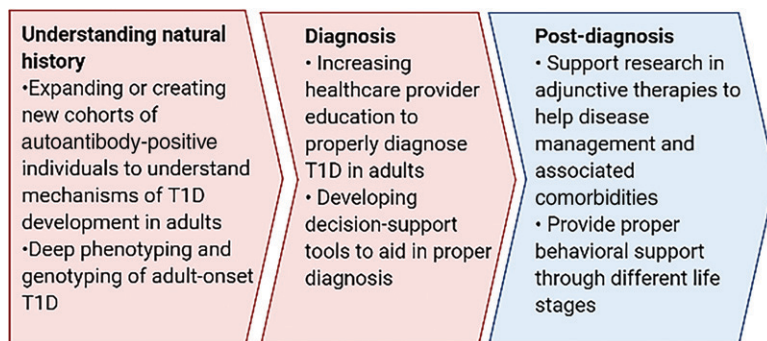 Understanding natural
history
•Expanding or creating
new cohorts of
autoantibody-positive
individuals to understand
mechanisms of T1D
development in adults
•Deep phenotyping and
genotyping of adult-onset
T1D
Diagnosis
• Increasing
healthcare provider
education to
properly diagnose
T1D in adults
• Developing
decision-support
tools to aid in proper
diagnosis
Post-diagnosis
• Support research in
adjunctive therapies to
help disease
management and
associated
comorbidities
• Provide proper
behavioral support
through different life
stages